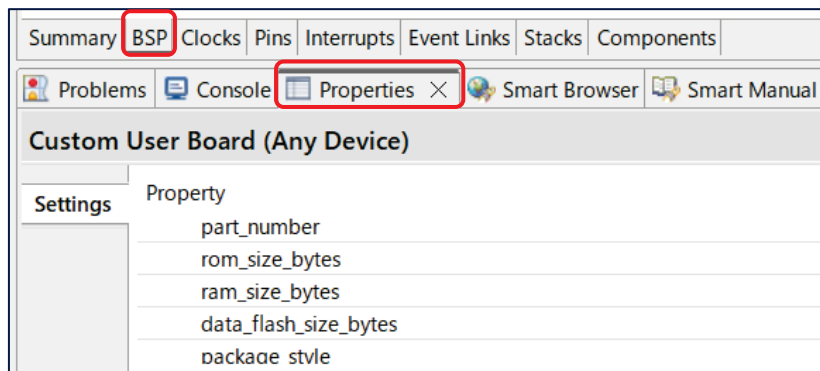 Summary BSP Clocks Pins Interrupts Event Links Stacks Components
Problems Console Properties Smart Browser Smart Manual
Custom User Board (Any Device)
Settings
Property
part_number
rom_size_bytes
ram_size_bytes
data_flash_size_bytes
package_style